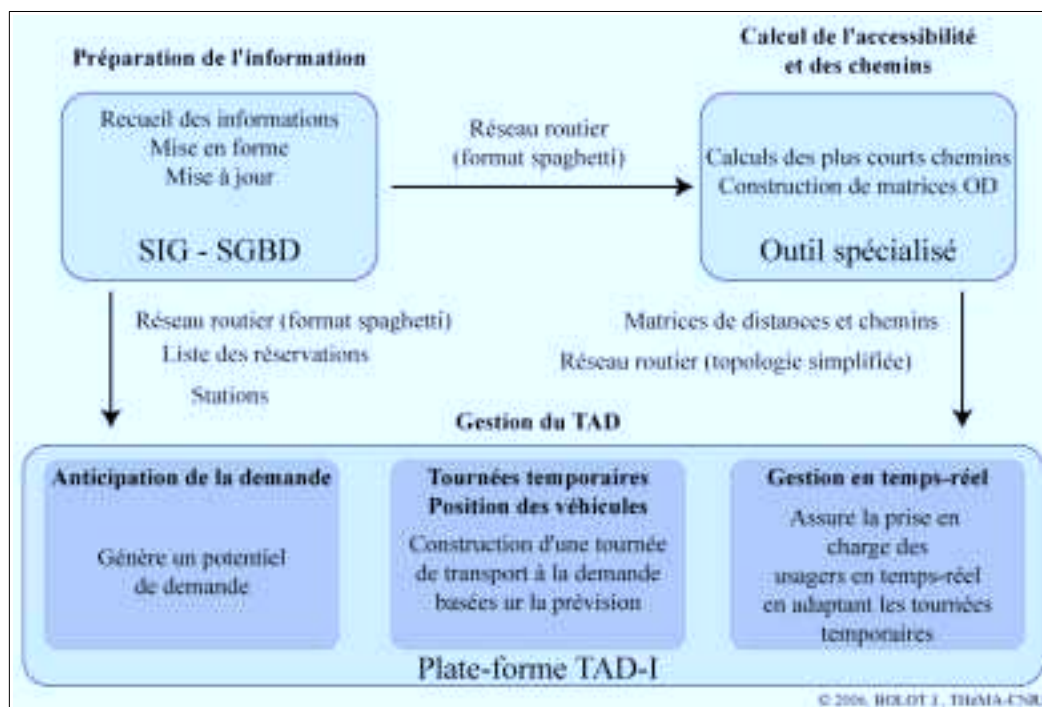 Préparation de l'information
Calcul de l'accessibilité
et des chemins
Recueil des informations
Mise en forme
Mise à jour
SIG - SGBD
Réseau routier
(format spaghetti)
Calculs des plus courts chemins
Construction de matrices OD
Outil spécialisé
Réseau routier (format spaghetti)
Liste des réservations
Stations
Matrices de distances et chemins
Réseau routier (topologie simplifiée)
Gestion du TAD
Anticipation de la demande
Génère un potentiel
de demande
Tournées temporaires
Position des véhicules
Construction d'une tournée
de transport à la demande
basées ur la prévision
Gestion en temps-réel
Assure la prise en
charge des
usagers en temps-réel
en adaptant les tournées
temporaires
Plate-forme TAD-I
© 2006, BOLOT J., THéMA-CNR